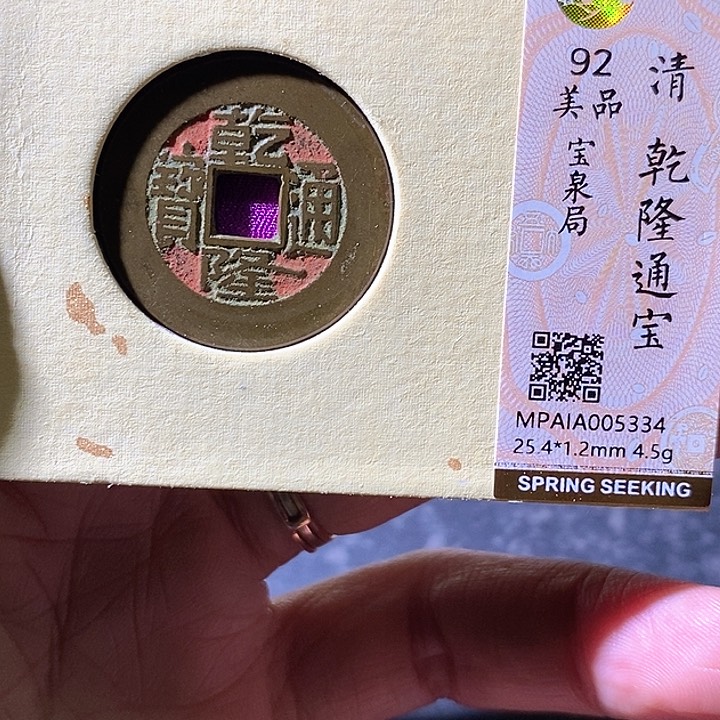 乾隆通寳
92
美品
宝泉局
清 乾隆通宝
MPAIA005334
25.4*1.2mm 4.5g
SPRING SEEKING